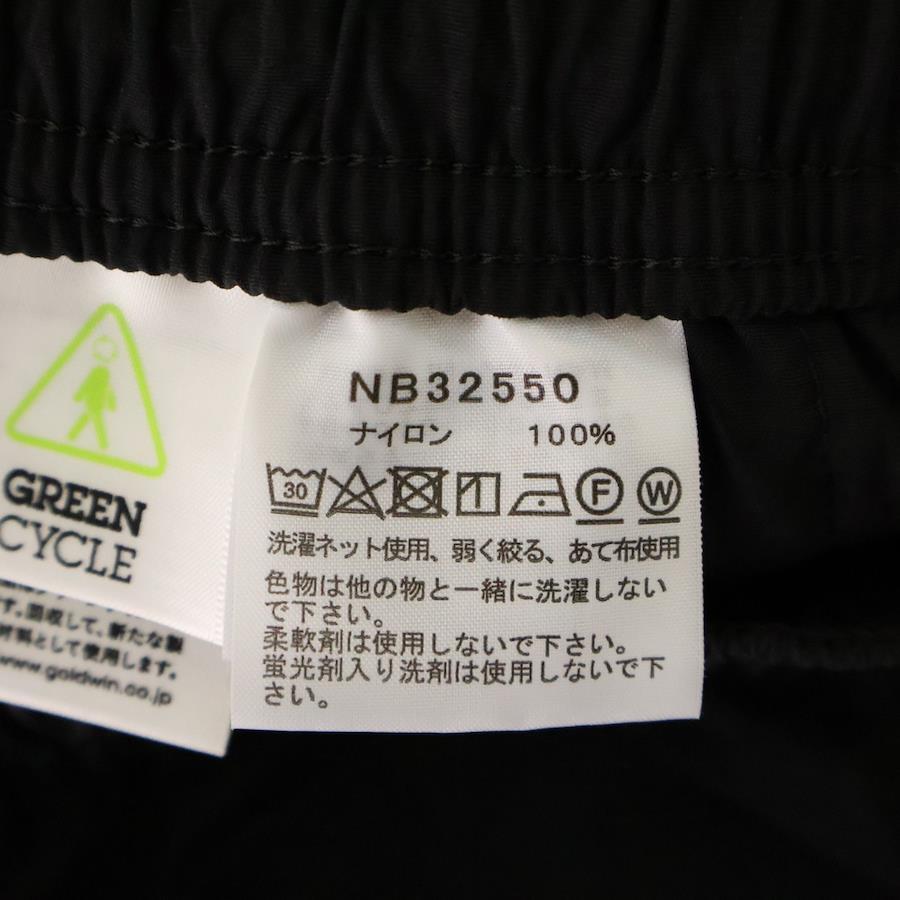 GREEN
CYCLE
す。回収して、新たな製
材料として使用します。
www.goldwin.co.jp
NB32550
ナイロン 100%
30 F W
洗濯ネット使用、弱く絞る、あて布使用
色物は他の物と一緒に洗濯しない
で下さい。
柔軟剤は使用しないで下さい。
蛍光剤入り洗剤は使用しないで下
さい。